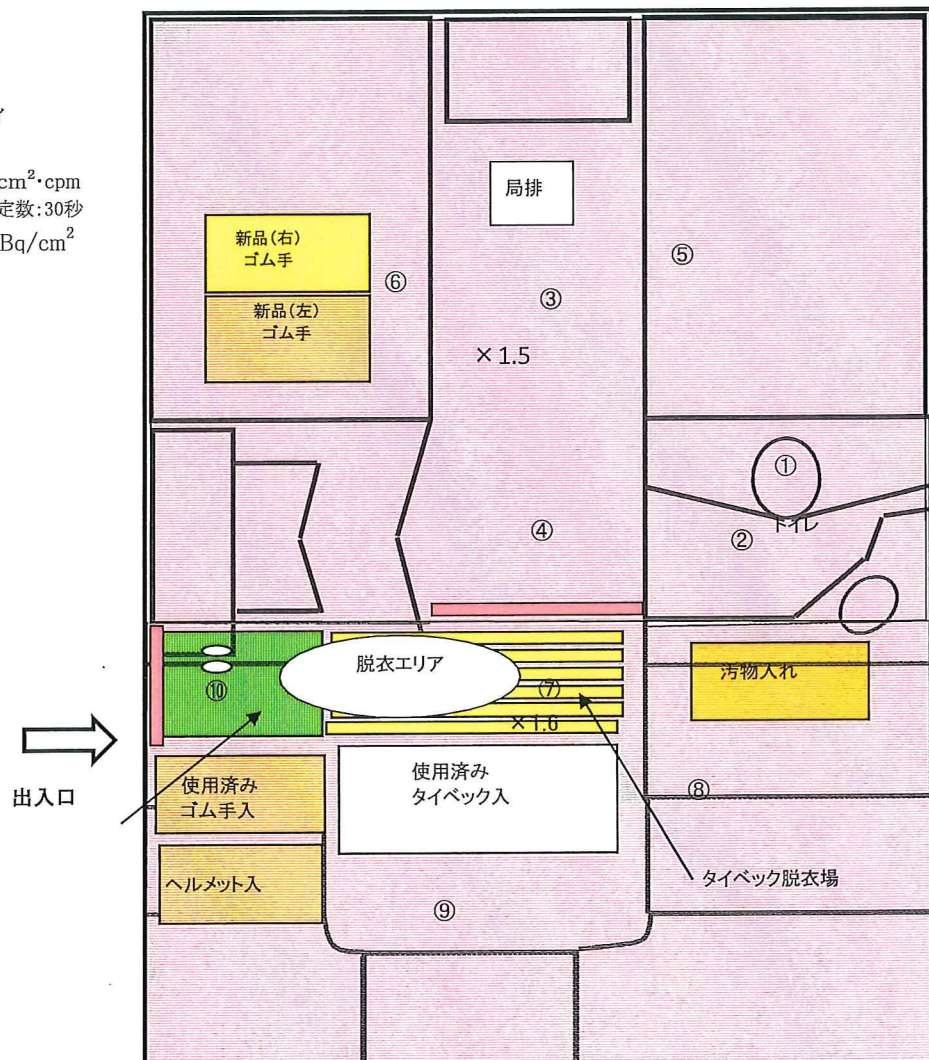 cm²・cpm
定数:30秒
Bq/cm²
局排
新品(右)
ゴム手
⑥
⑤
③
新品(左)
ゴム手
×1.5
①
トイレ
②
④
脱衣エリア
⑦
⑩
×1.6
汚物入れ
出入口
使用済み
ゴム手入
使用済み
タイベック入
⑧
ヘルメット入
タイベック脱衣場
⑨